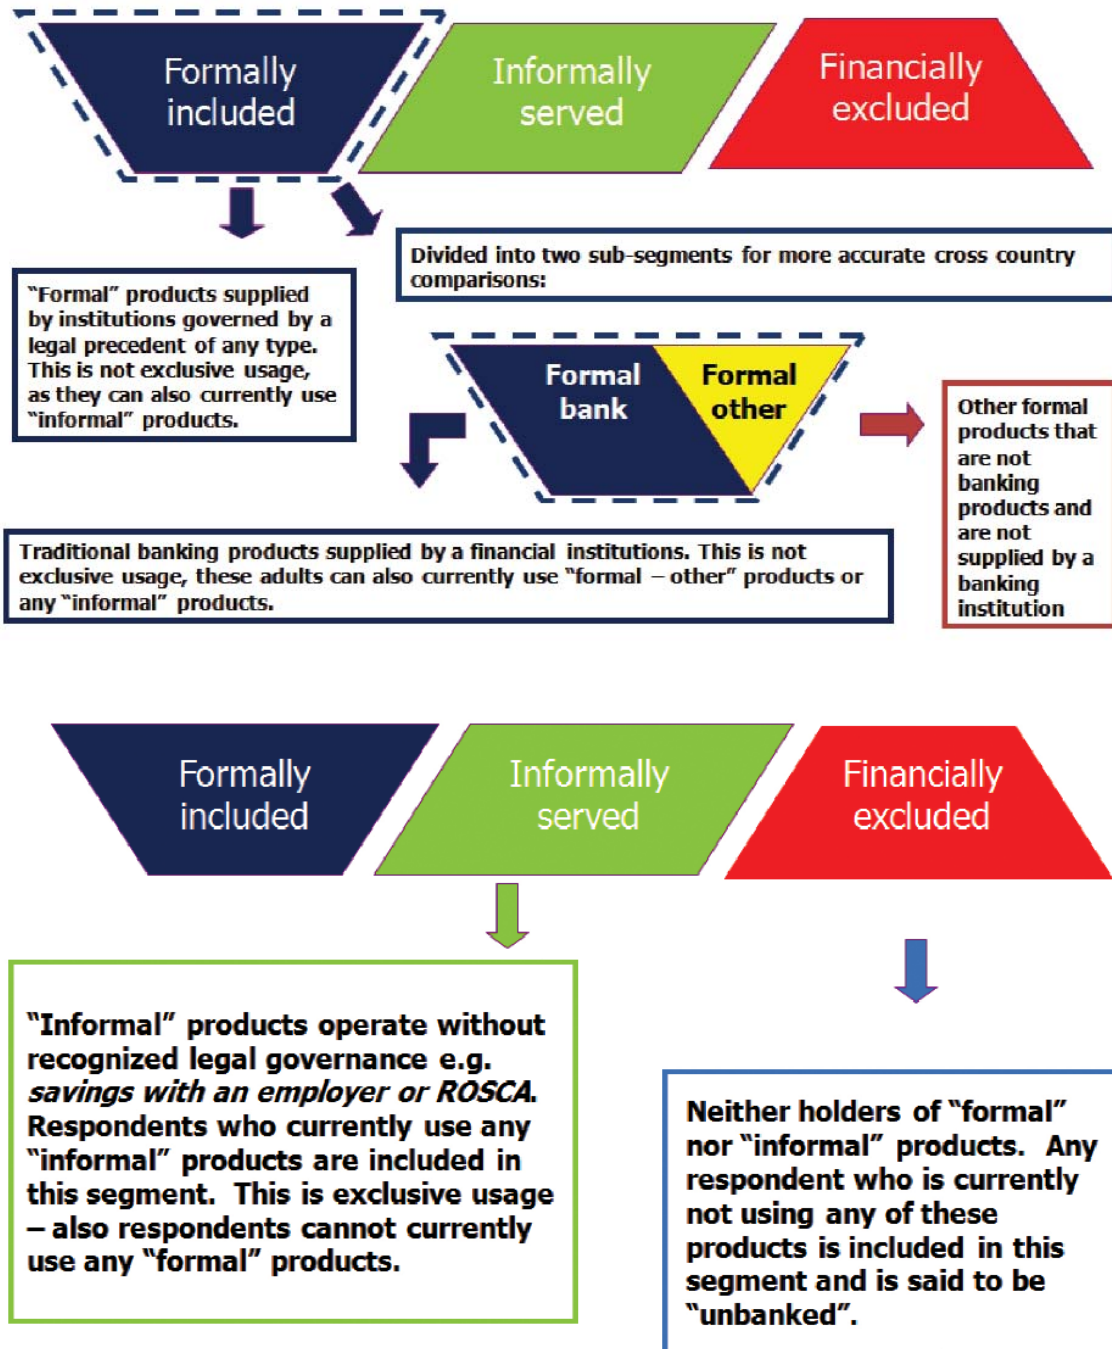 Formally
included
Informally
served
Financially
excluded
Divided into two sub-segments for more accurate cross country
comparisons:
“Formal” products supplied
by institutions governed by a
legal precedent of any type.
This is not exclusive usage,
as they can also currently use
“informal” products.
Formal
bank
Formal
other
Other formal
products that
are not
banking
products and
are not
supplied by a
banking
institution
Traditional banking products supplied by a financial institutions. This is not
exclusive usage, these adults can also currently use “formal – other” products or
any “informal” products.
Formally
included
Informally
served
Financially
excluded
“Informal” products operate without
recognized legal governance e.g.
savings with an employer or ROSCA.
Respondents who currently use any
“informal” products are included in
this segment.  This is exclusive usage
– also respondents cannot currently
use any “formal” products.
Neither holders of “formal”
nor “informal” products.  Any
respondent who is currently
not using any of these
products is included in this
segment and is said to be
“unbanked”.